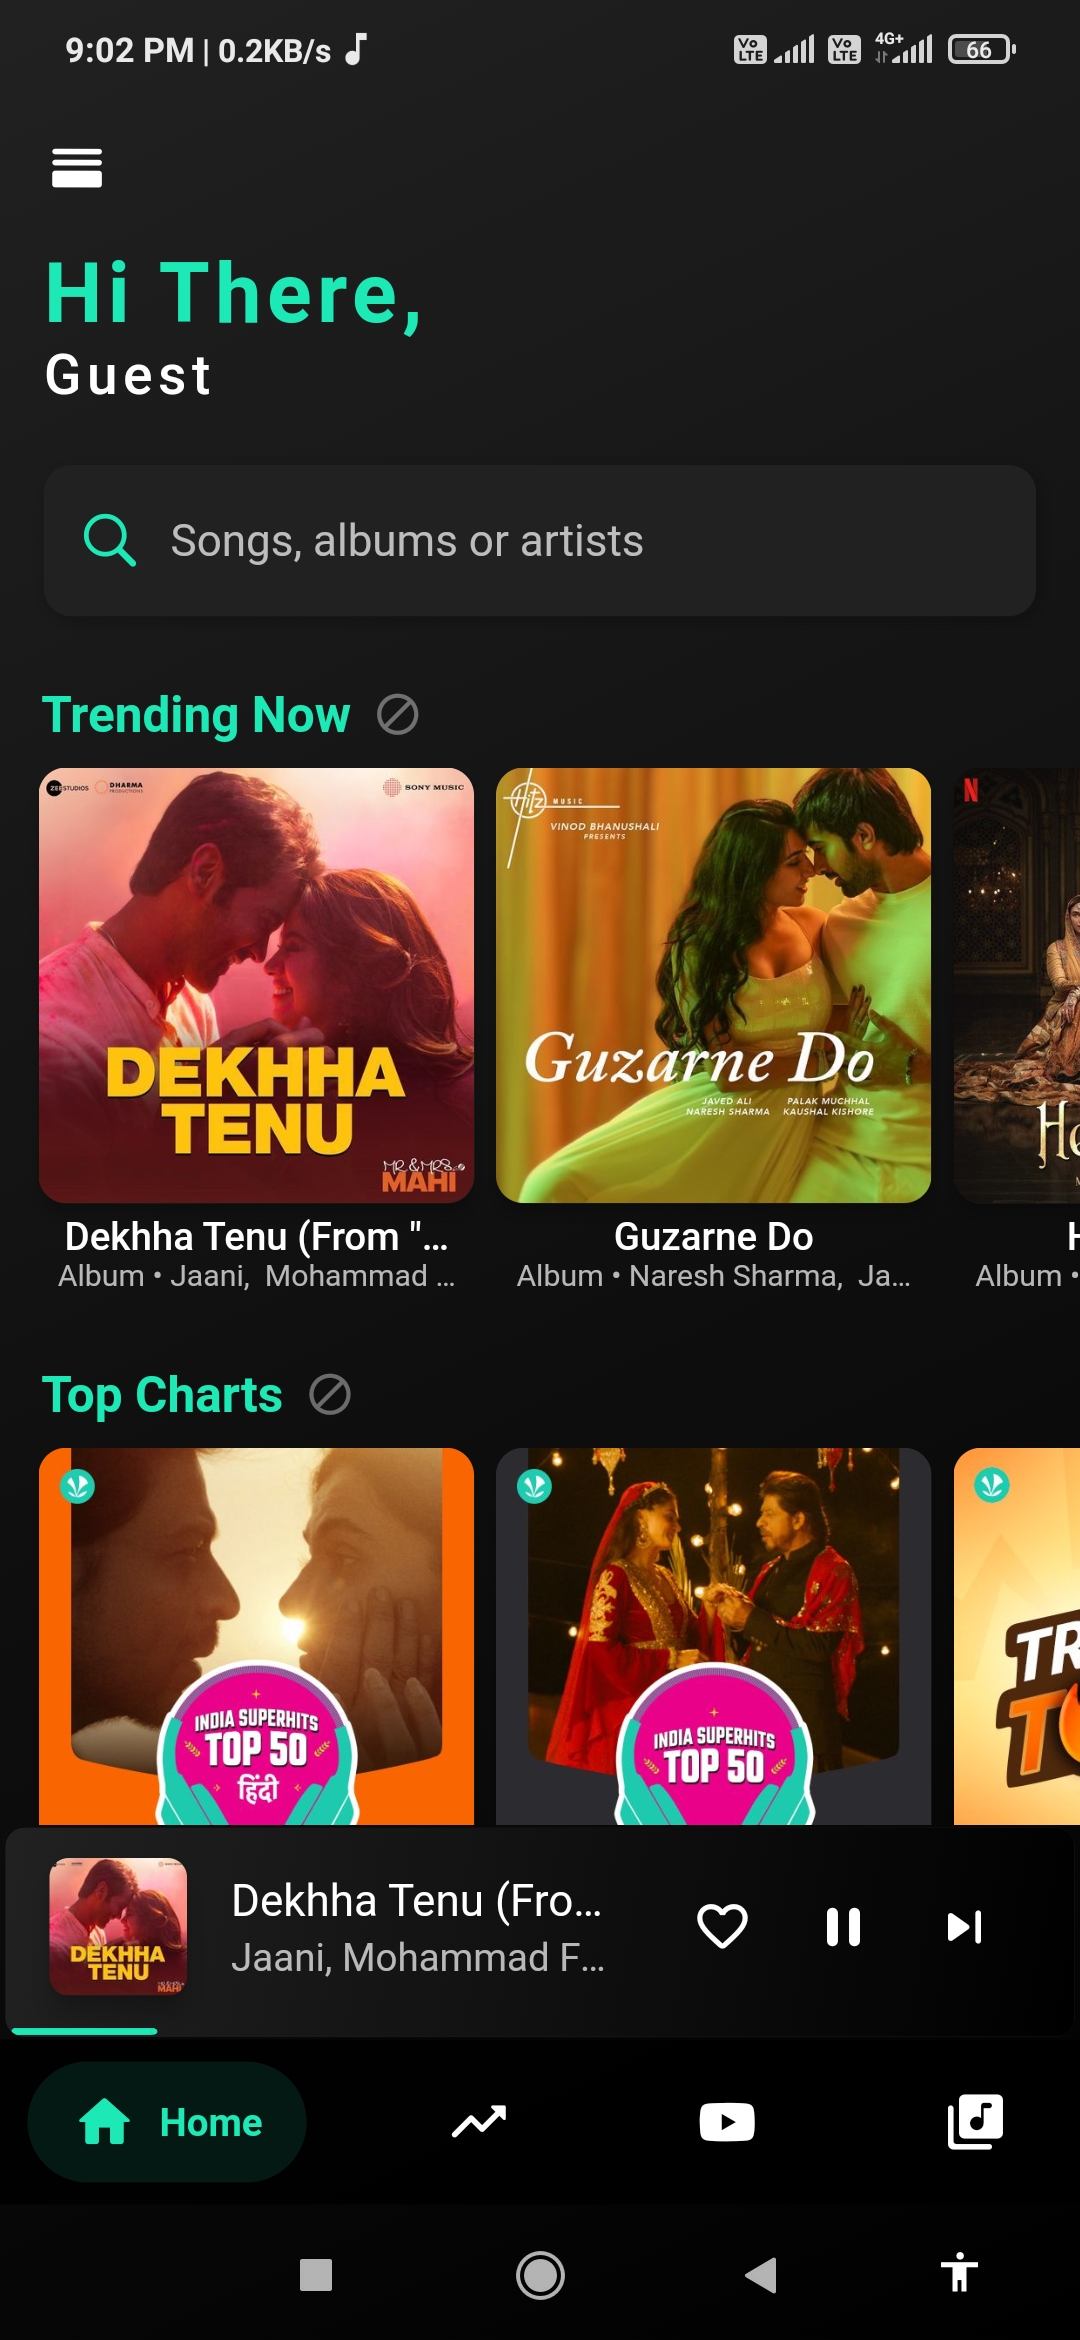 9:02 PM | 0.2KB/s
Vo LTE
Vo LTE
4G+
66
Hi There,
Guest
Songs, albums or artists
Trending Now
ZEE STUDIOS
DHARMA
PRODUCTIONS
SONY MUSIC
DEKHHA
TENU
MR & MRS
MAHI
Hitz MUSIC
VINOD BHANUSHALI
PRESENTS
Guzarne Do
JAVED ALI PALAK MUCHHAL
NARESH SHARMA KAUSHAL KISHORE
N
He
M
Dekhha Tenu (From "...
Album • Jaani, Mohammad ...
Guzarne Do
Album • Naresh Sharma, Ja...
H
Album •
Top Charts
INDIA SUPERHITS
TOP 50
हिंदी
INDIA SUPERHITS
TOP 50
TR
TO
DEKHHA
TENU
MAHI
Dekhha Tenu (Fro...
Jaani, Mohammad F...
Home